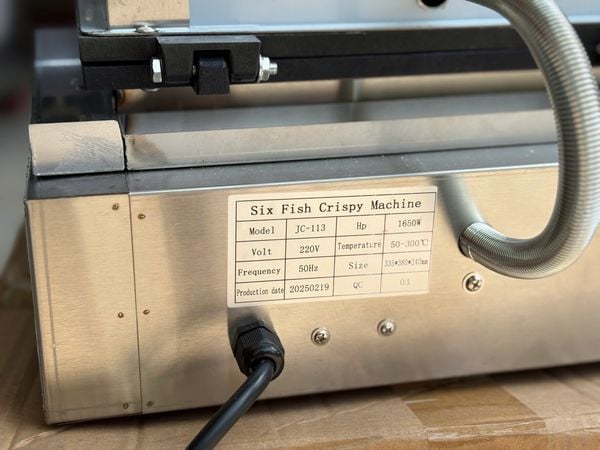 Six Fish Crispy Machine
Model JC-113 Hp 1650W
Volt 220V Temperature 50-300℃
Frequency 50Hz Size 335*380*240mm
Production date 20250219 QC 03